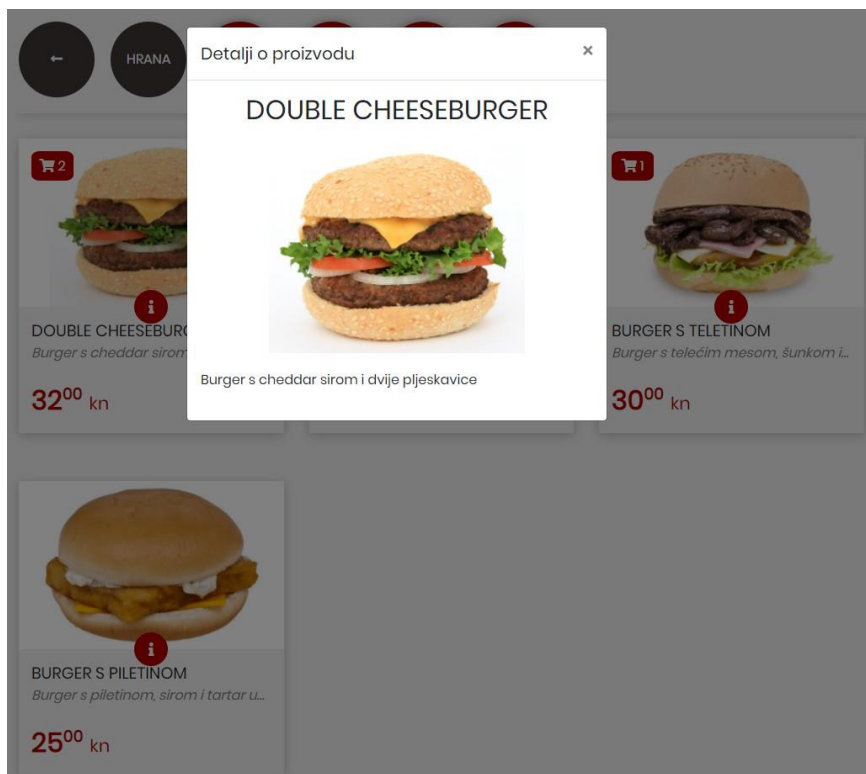 HRANA
Detalji o proizvodu
×
DOUBLE CHEESEBURGER
Burger s cheddar sirom i dvije pljeskavice
2
DOUBLE CHEESEBURG
Burger s cheddar sirom
32⁰⁰ kn
1
BURGER S TELETINOM
Burger s telećim mesom, šunkom i...
30⁰⁰ kn
BURGER S PILETINOM
Burger s piletinom, sirom i tartar u...
25⁰⁰ kn